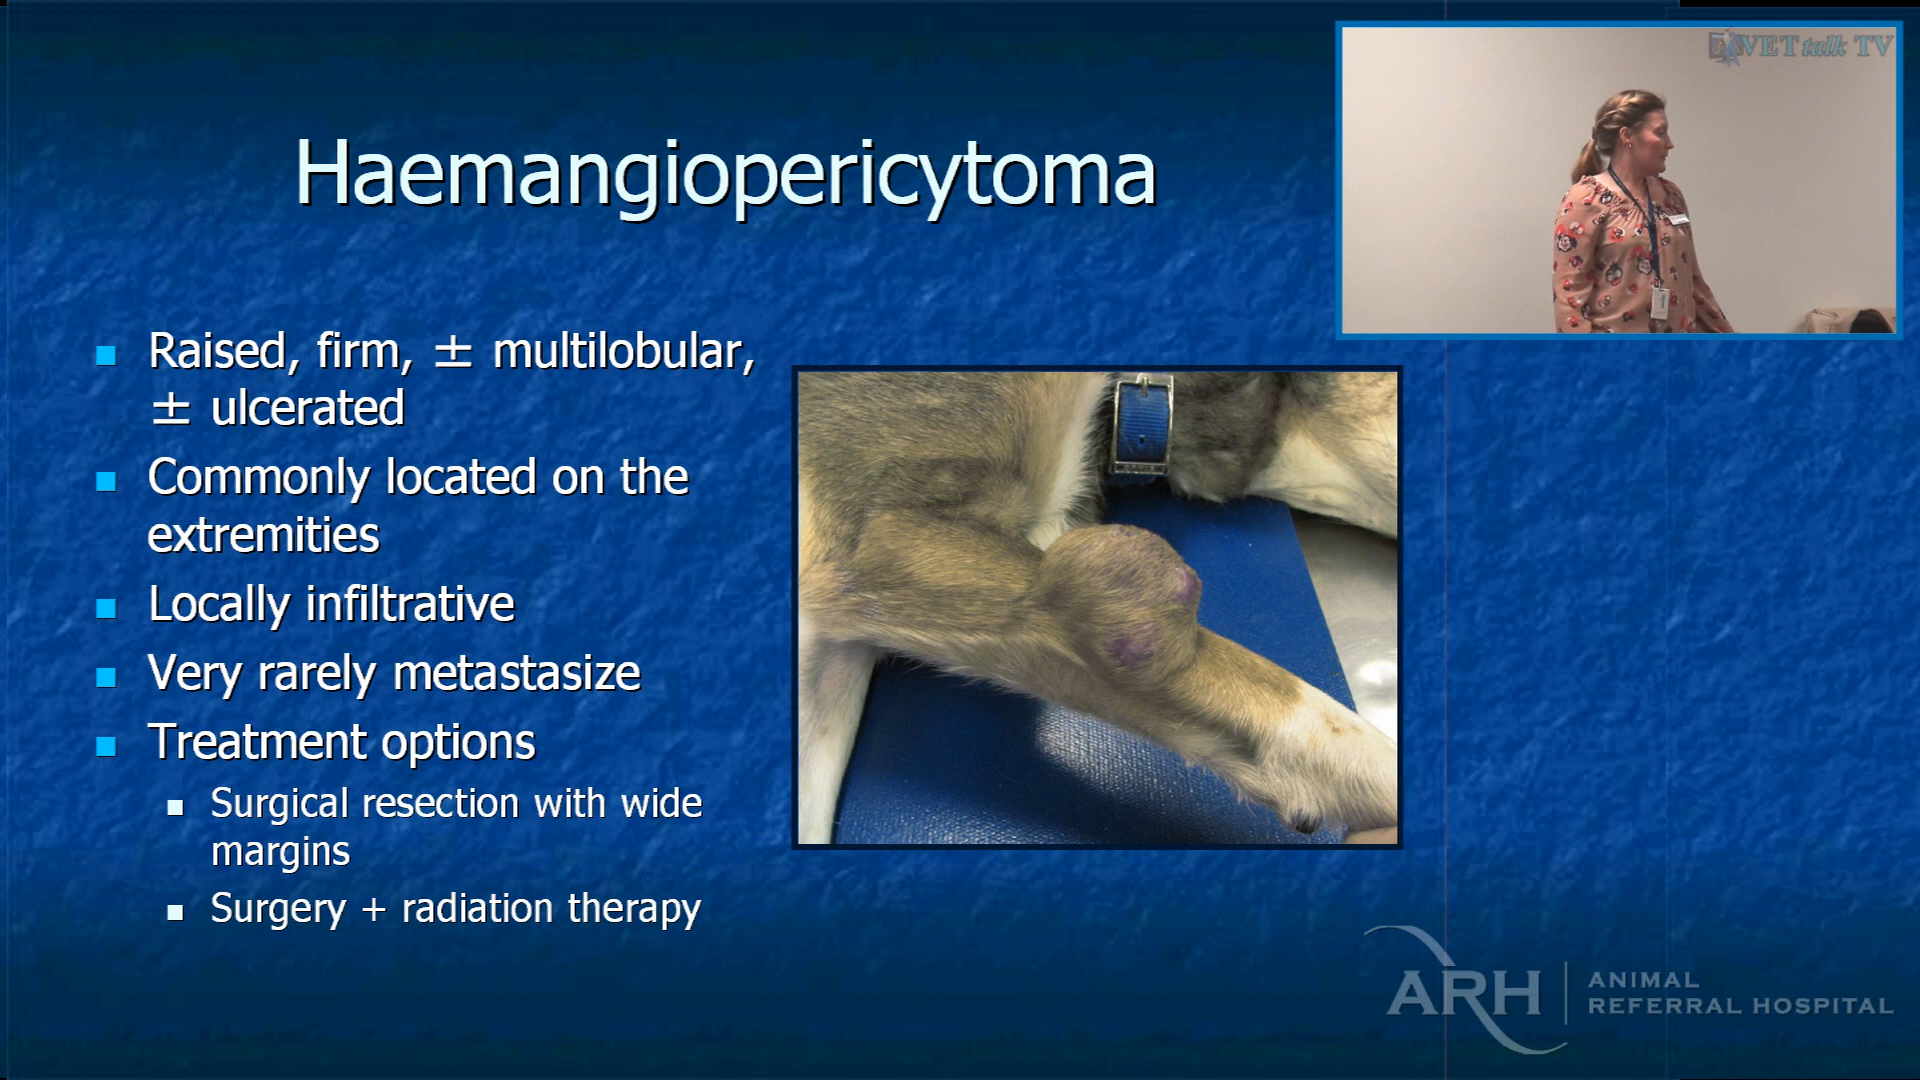 VET talk TV
Haemangiopericytoma
Raised, firm, ± multilobular,
± ulcerated
Commonly located on the
extremities
Locally infiltrative
Very rarely metastasize
Treatment options
Surgical resection with wide
margins
Surgery + radiation therapy
ARH
ANIMAL
REFERRAL HOSPITAL